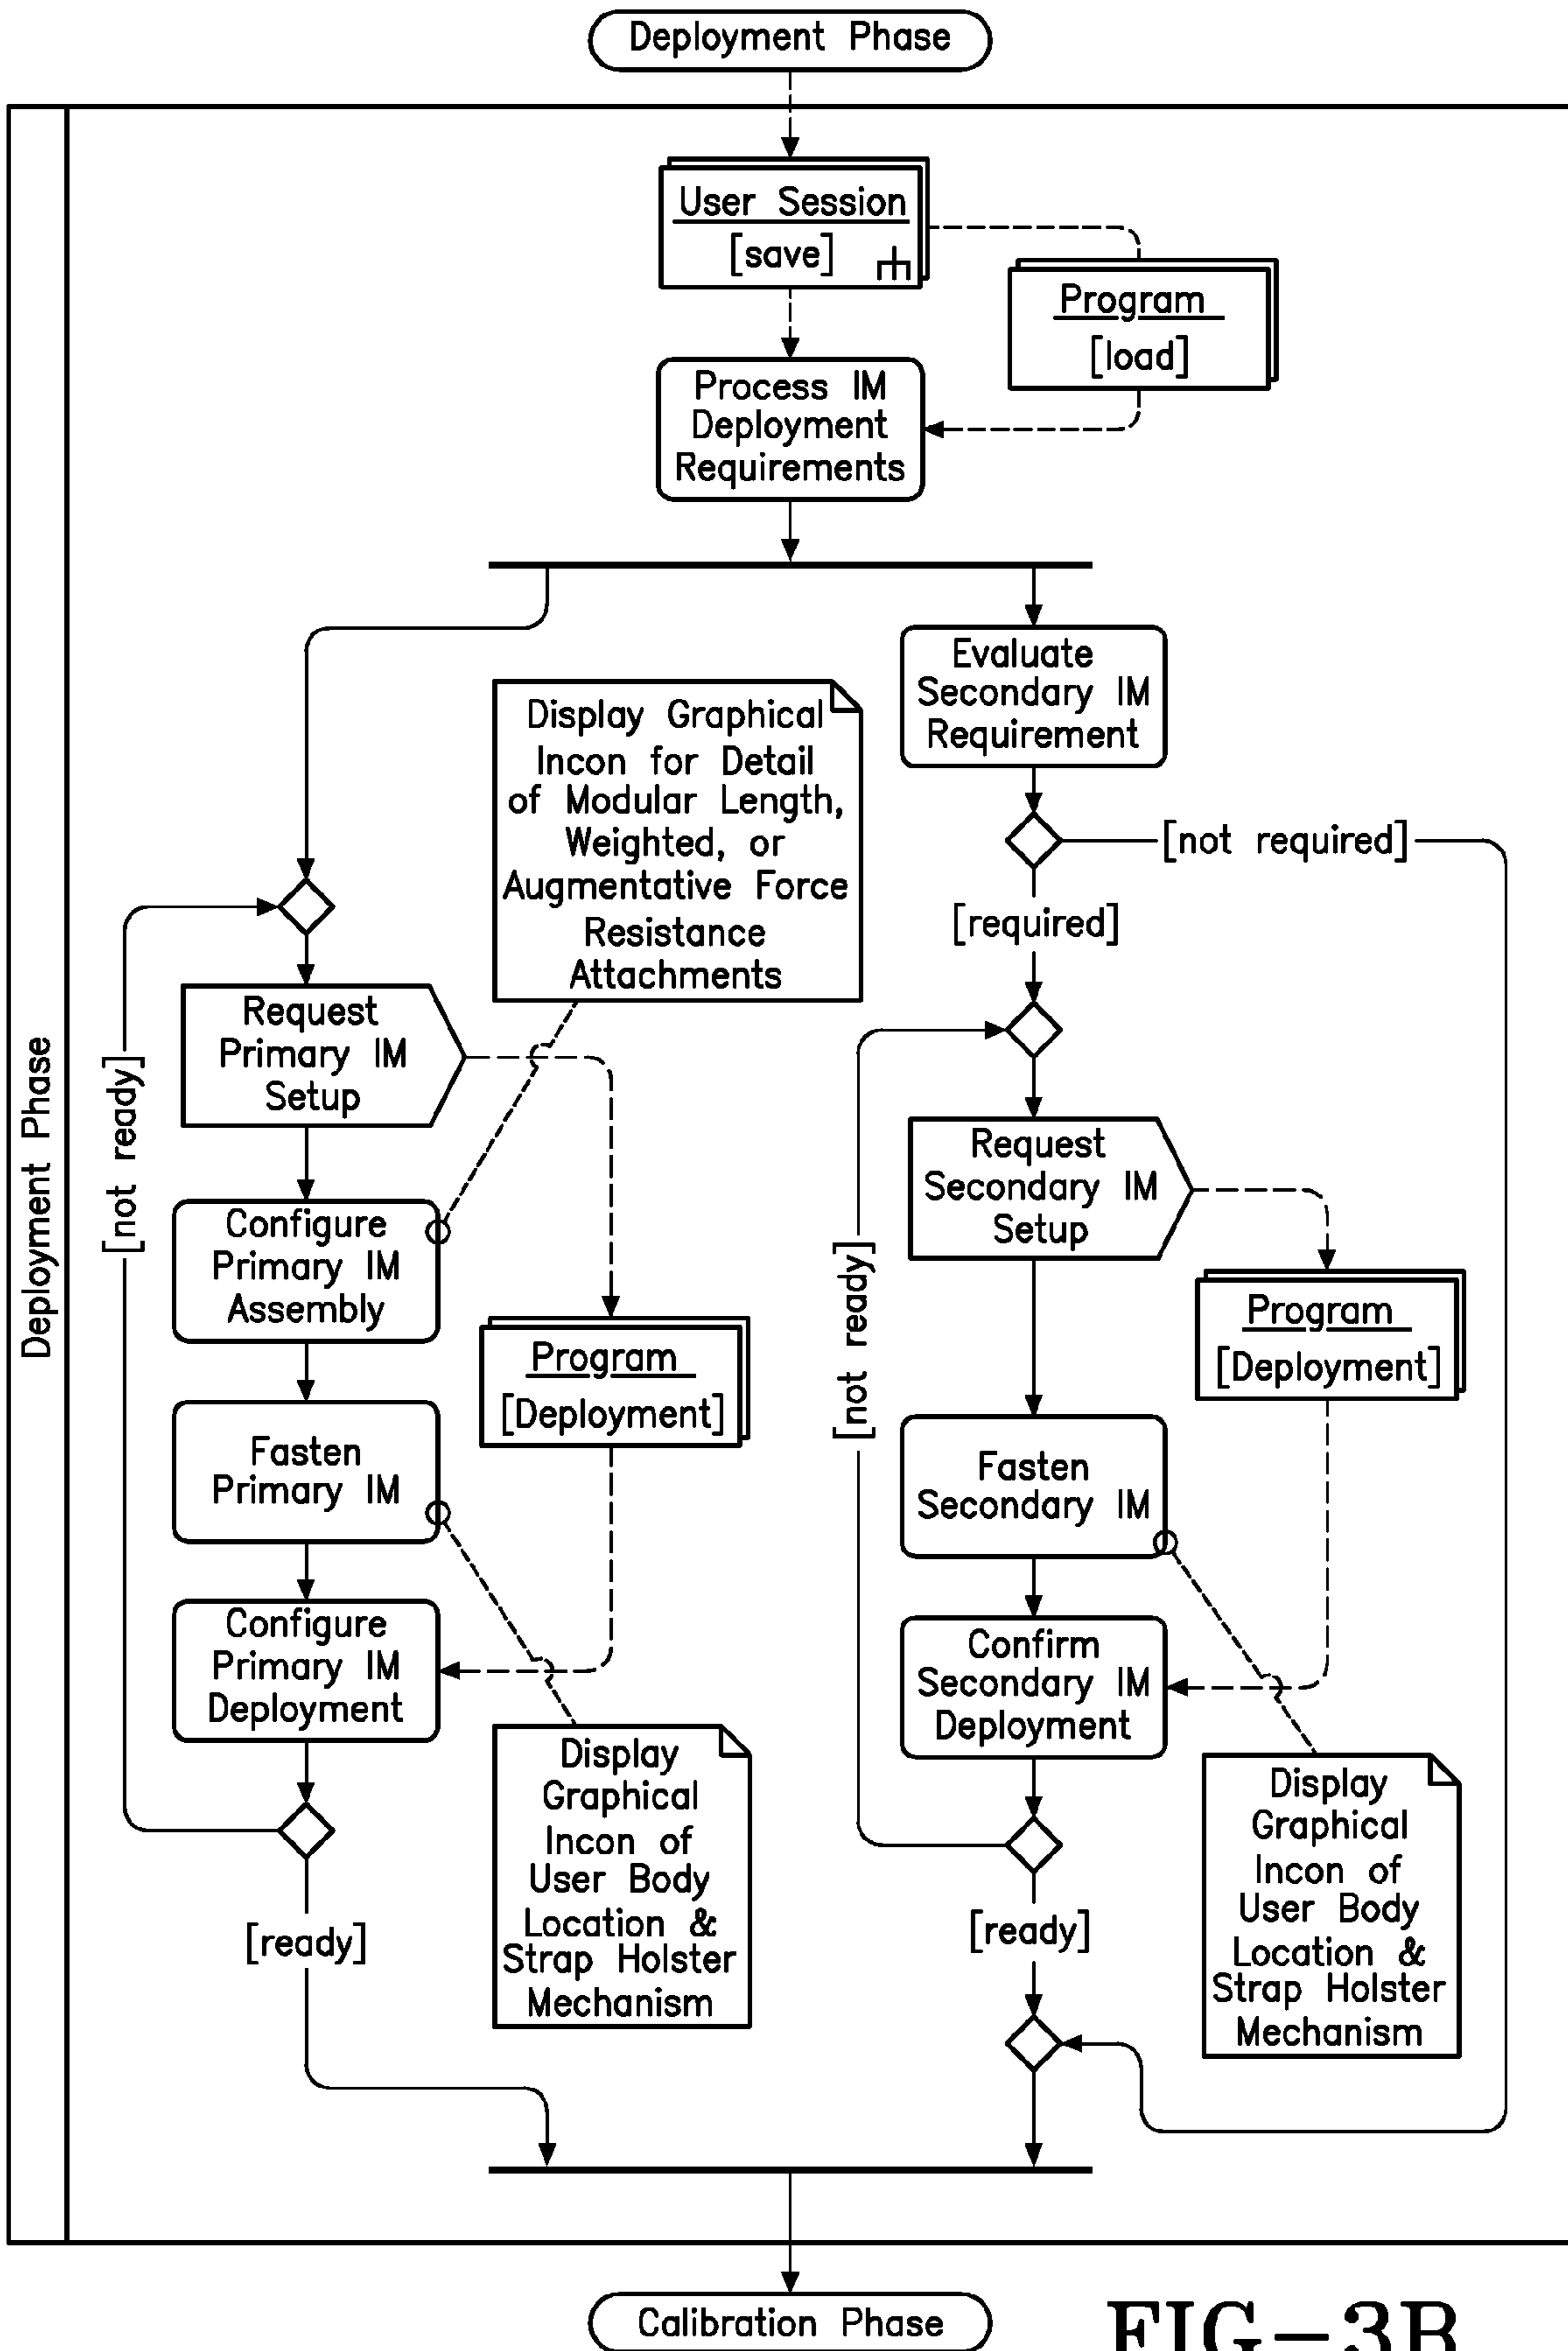 Deployment Phase
User Session
[save]
Program
[load]
Process IM
Deployment
Requirements
Evaluate
Secondary IM
Requirement
Display Graphical
Incon for Detail
of Modular Length,
Weighted, or
Augmentative Force
Resistance
Attachments
[not required]
[required]
Request
Primary IM
Setup
[not ready]
Deployment Phase
Configure
Primary IM
Assembly
Request
Secondary IM
Setup
[not ready]
Program
[Deployment]
Program
[Deployment]
Fasten
Primary IM
Fasten
Secondary IM
Configure
Primary IM
Deployment
Confirm
Secondary IM
Deployment
Display
Graphical
Incon of
User Body
Location &
Strap Holster
Mechanism
Display
Graphical
Incon of
User Body
Location &
Strap Holster
Mechanism
[ready]
[ready]
Calibration Phase
FIG-3B